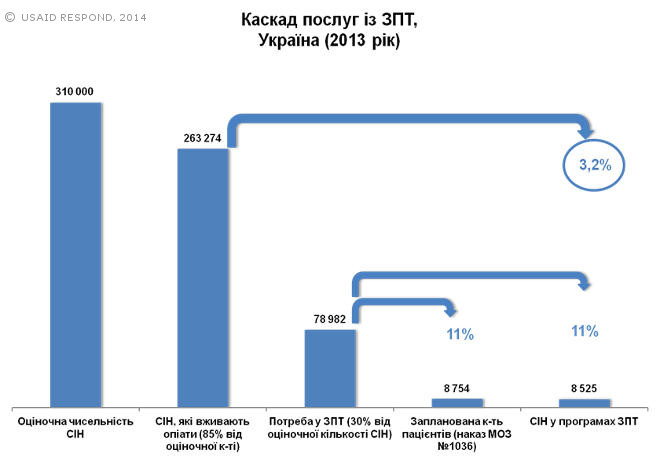 © USAID RESPOND, 2014
Каскад послуг із ЗПТ,
Україна (2013 рік)
310 000
263 274
3,2%
78 982
11%
11%
8 754
8 525
Оціночна чисельність
СІН
СІН, які вживають
опіати (85% від
оціночної к-ті)
Потреба у ЗПТ (30% від
оціночної кількості СІН)
Запланована к-ть
пацієнтів (наказ МОЗ
№1036)
СІН у програмах ЗПТ